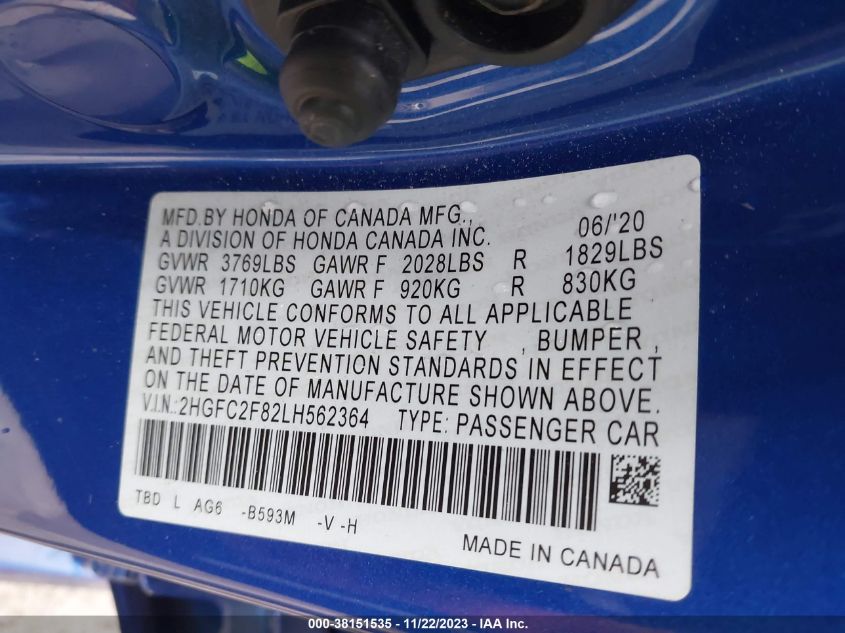 MFD.BY HONDA OF CANADA MFG., 06/'20
A DIVISION OF HONDA CANADA INC.
GVWR 3769LBS GAWR F 2028LBS R 1829LBS
GVWR 1710KG GAWR F 920KG R 830KG
THIS VEHICLE CONFORMS TO ALL APPLICABLE
FEDERAL MOTOR VEHICLE SAFETY , BUMPER ,
AND THEFT PREVENTION STANDARDS IN EFFECT
ON THE DATE OF MANUFACTURE SHOWN ABOVE.
V.I.N.:2HGFC2F82LH562364 TYPE: PASSENGER CAR
TBD L AG6 -B593M -V -H
MADE IN CANADA
000-38151535 - 11/22/2023 - I.A.A Inc.